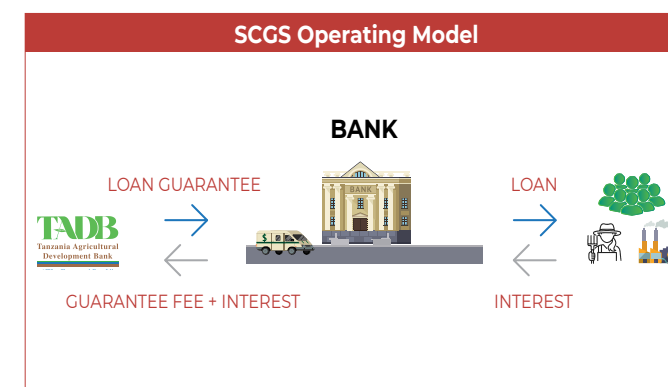 SCGS Operating Model
BANK
LOAN GUARANTEE
LOAN
BANK
TADB
Tanzania Agricultural
Development Bank
GUARANTEE FEE + INTEREST
INTEREST